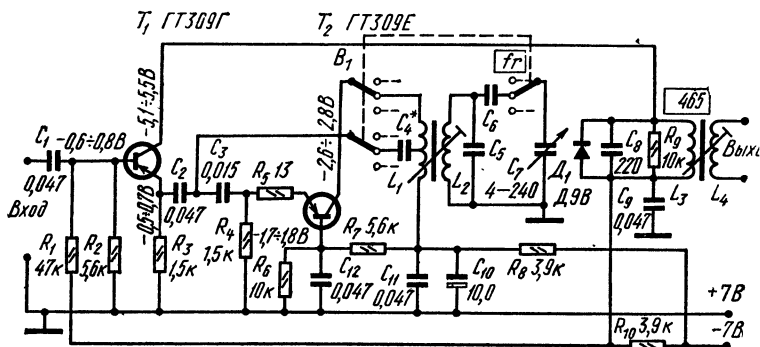 T₁ ГТ309Г
T₂ ГТ309Е
B₁
fг
-5,1÷5,5В
-2,6÷2,8В
C₄*
C₆
465
C₁ -0,6÷0,8В
C₃
0,015
C₂
0,047
R₅ 13
L₁
L₂
C₅
C₇
4-240
Д₁
Д9В
C₈
220
R₉
10к
L₃
L₄
Вых
0,047
Вход
-0,5÷0,7В
R₁
47к
R₂
5,6к
R₃
1,5к
R₄
1,5к
-1,7÷1,8В
R₆
10к
R₇ 5,6к
C₁₂
0,047
C₁₁
0,047
C₁₀
10,0
R₈ 3,9к
C₉
0,047
+7В
-7В
R₁₀ 3,9к